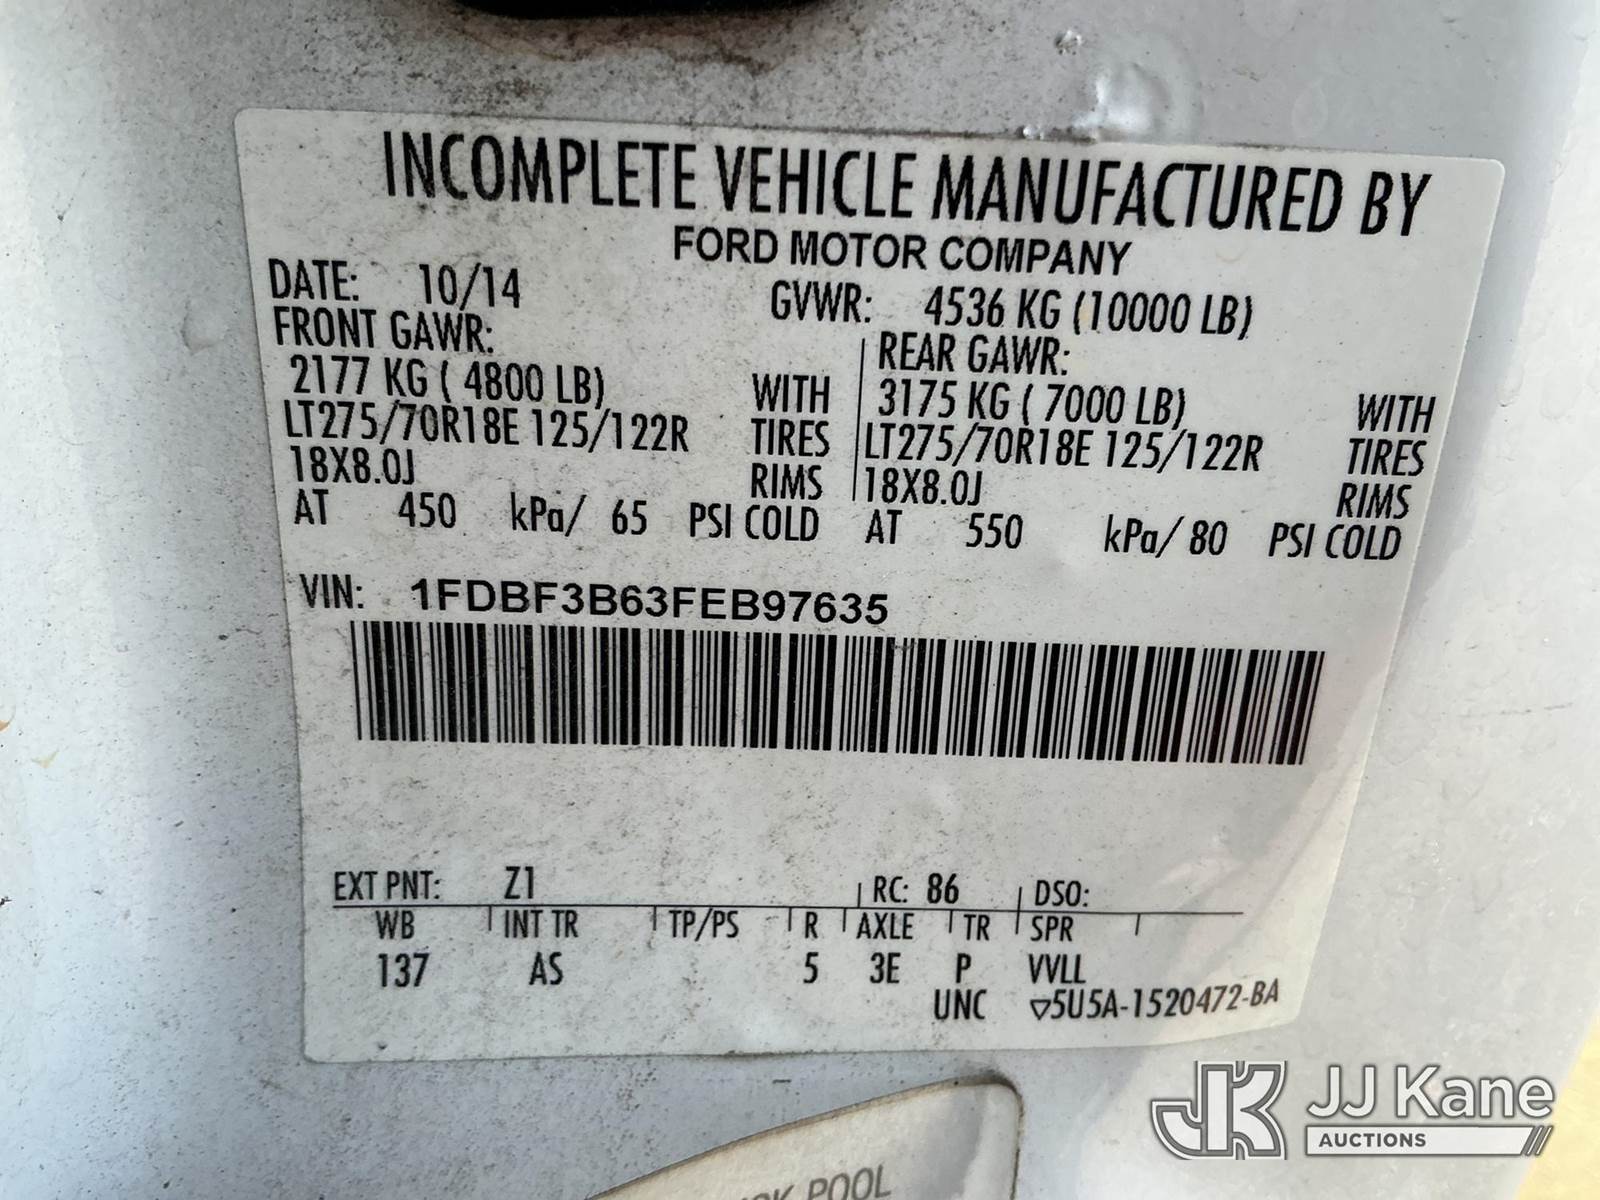 INCOMPLETE VEHICLE MANUFACTURED BY
FORD MOTOR COMPANY
DATE: 10/14 GVWR: 4536 KG (10000 LB)
FRONT GAWR: REAR GAWR:
2177 KG ( 4800 LB) WITH 3175 KG ( 7000 LB) WITH
LT275/70R18E 125/122R TIRES LT275/70R18E 125/122R TIRES
18X8.0J RIMS 18X8.0J RIMS
AT 450 kPa/ 65 PSI COLD AT 550 kPa/ 80 PSI COLD
VIN: 1FDBF3B63FEB97635
EXT PNT: Z1 RC: 86 DSO:
WB INT TR TP/PS R AXLE TR SPR
137 AS 5 3E P VVLL
UNC ▽5U5A-1520472-BA
POOL
JK JJ Kane
AUCTIONS